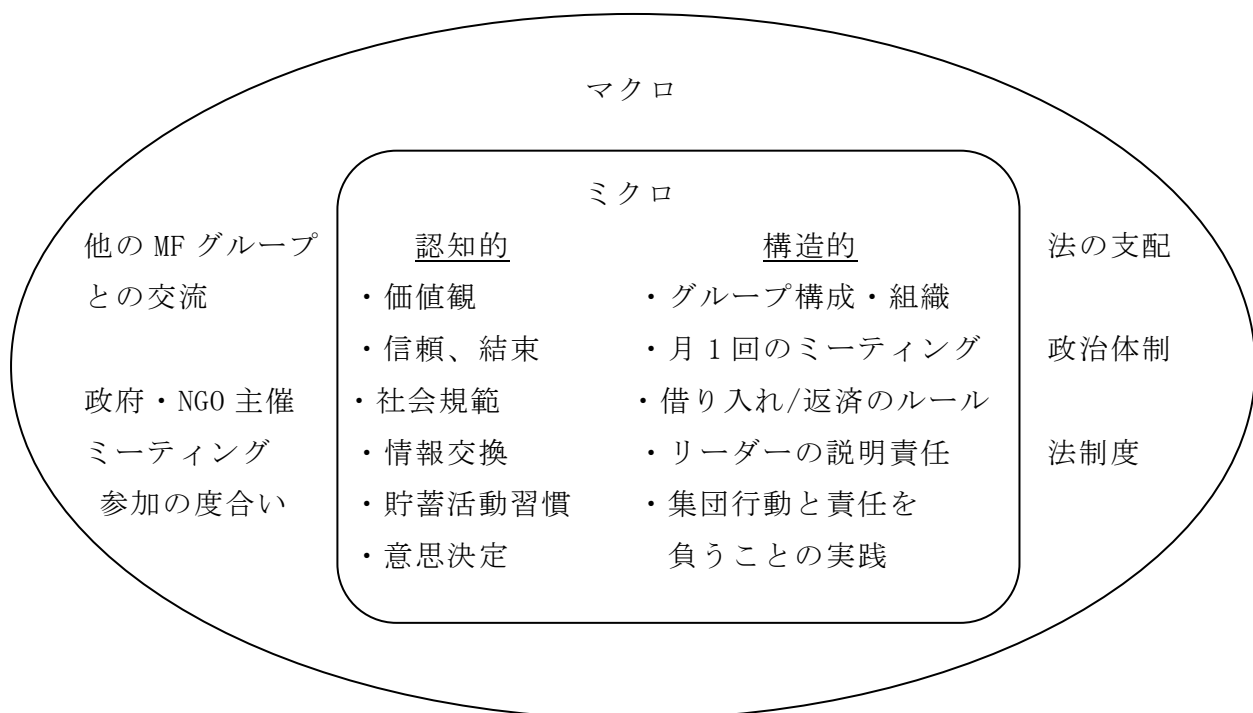 マクロ
ミクロ
他の MF グループ
との交流
政府・NGO 主催
ミーティング
参加の度合い
認知的
・価値観
・信頼、結束
・社会規範
・情報交換
・貯蓄活動習慣
・意思決定
構造的
・グループ構成・組織
・月1回のミーティング
・借り入れ/返済のルール
・リーダーの説明責任
・集団行動と責任を
負うことの実践
法の支配
政治体制
法制度